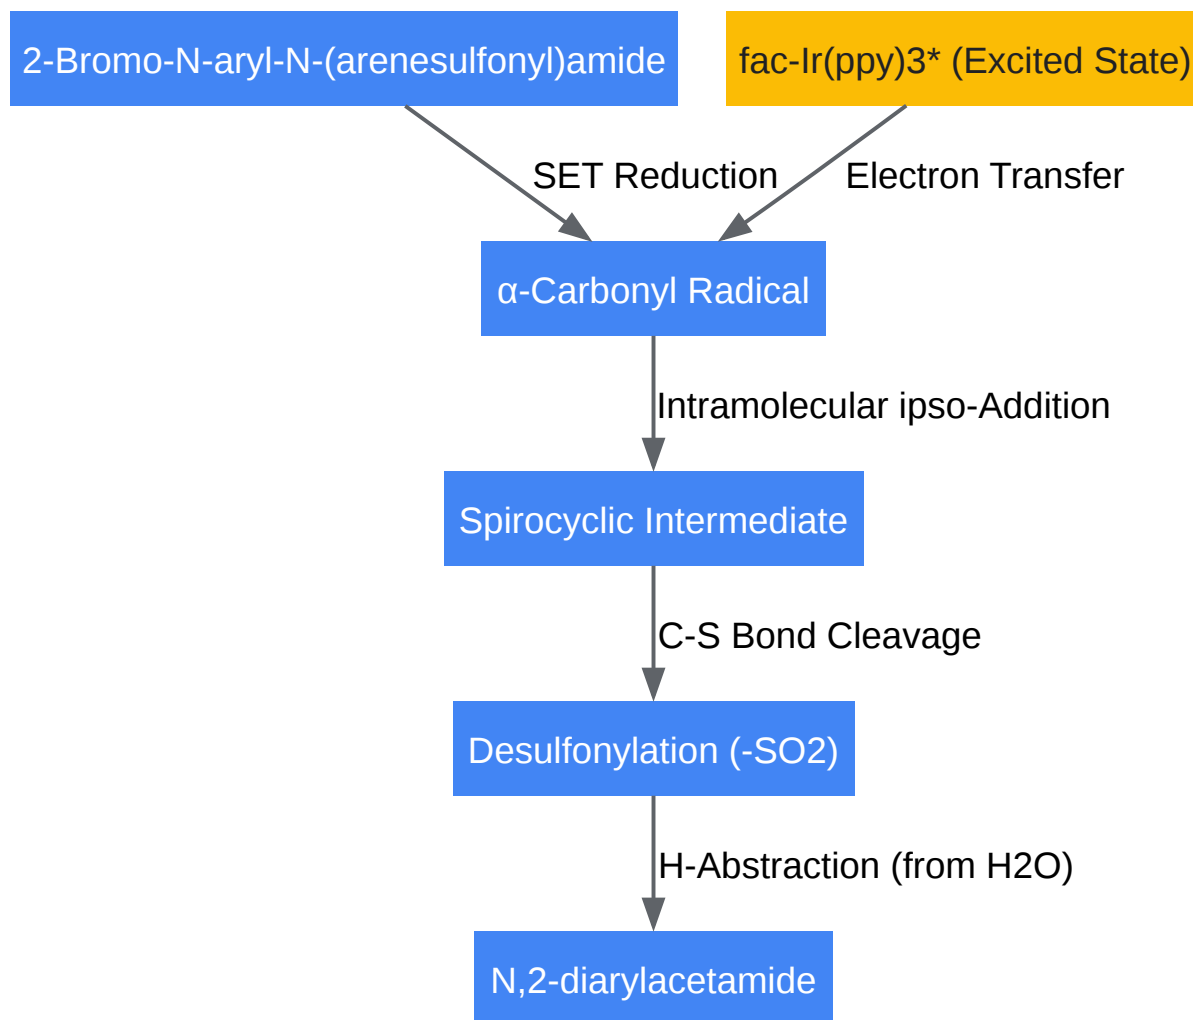 2-Bromo-N-aryl-N-(arenesulfonyl)amide
fac-Ir(ppy)3* (Excited State)
SET Reduction
Electron Transfer
α-Carbonyl Radical
Intramolecular ipso-Addition
Spirocyclic Intermediate
C-S Bond Cleavage
Desulfonylation (-SO2)
H-Abstraction (from H2O)
N,2-diarylacetamide